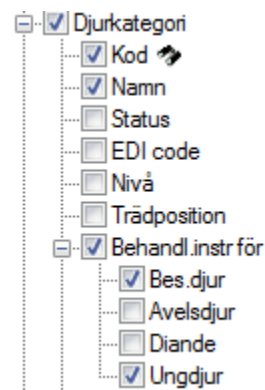 Djurkategori
Kod
Namn
Status
EDI code
Nivå
Trädposition
Behandl.instr för
Bes.djur
Avelsdjur
Diande
Ungdjur